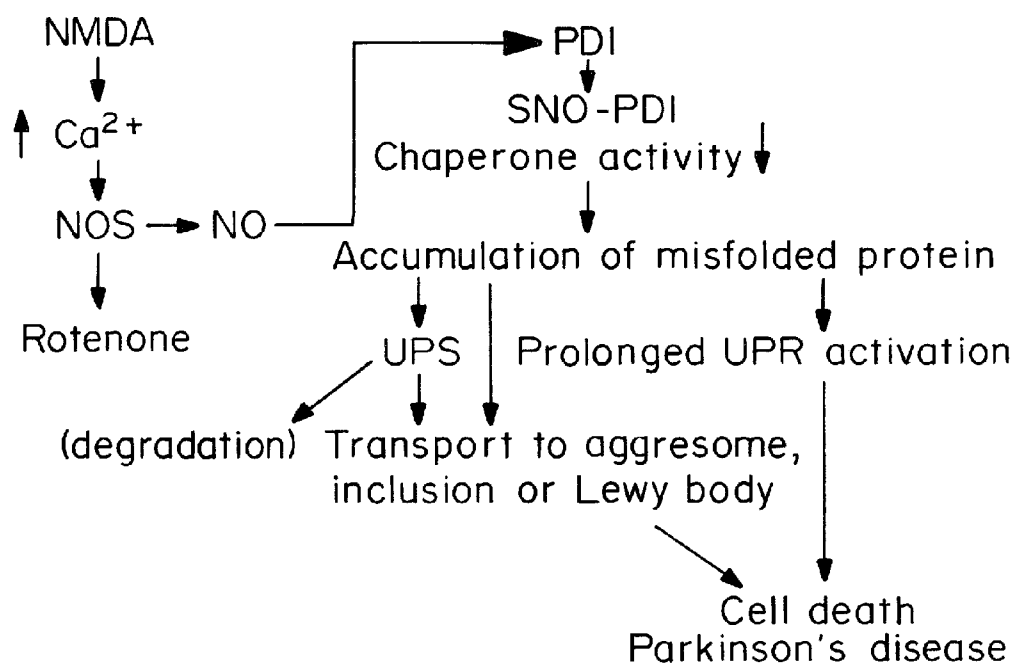 NMDA
Ca²⁺
NOS
NO
Rotenone
PDI
SNO-PDI
Chaperone activity
Accumulation of misfolded protein
UPS
Prolonged UPR activation
(degradation)
Transport to aggresome,
inclusion or Lewy body
Cell death
Parkinson's disease